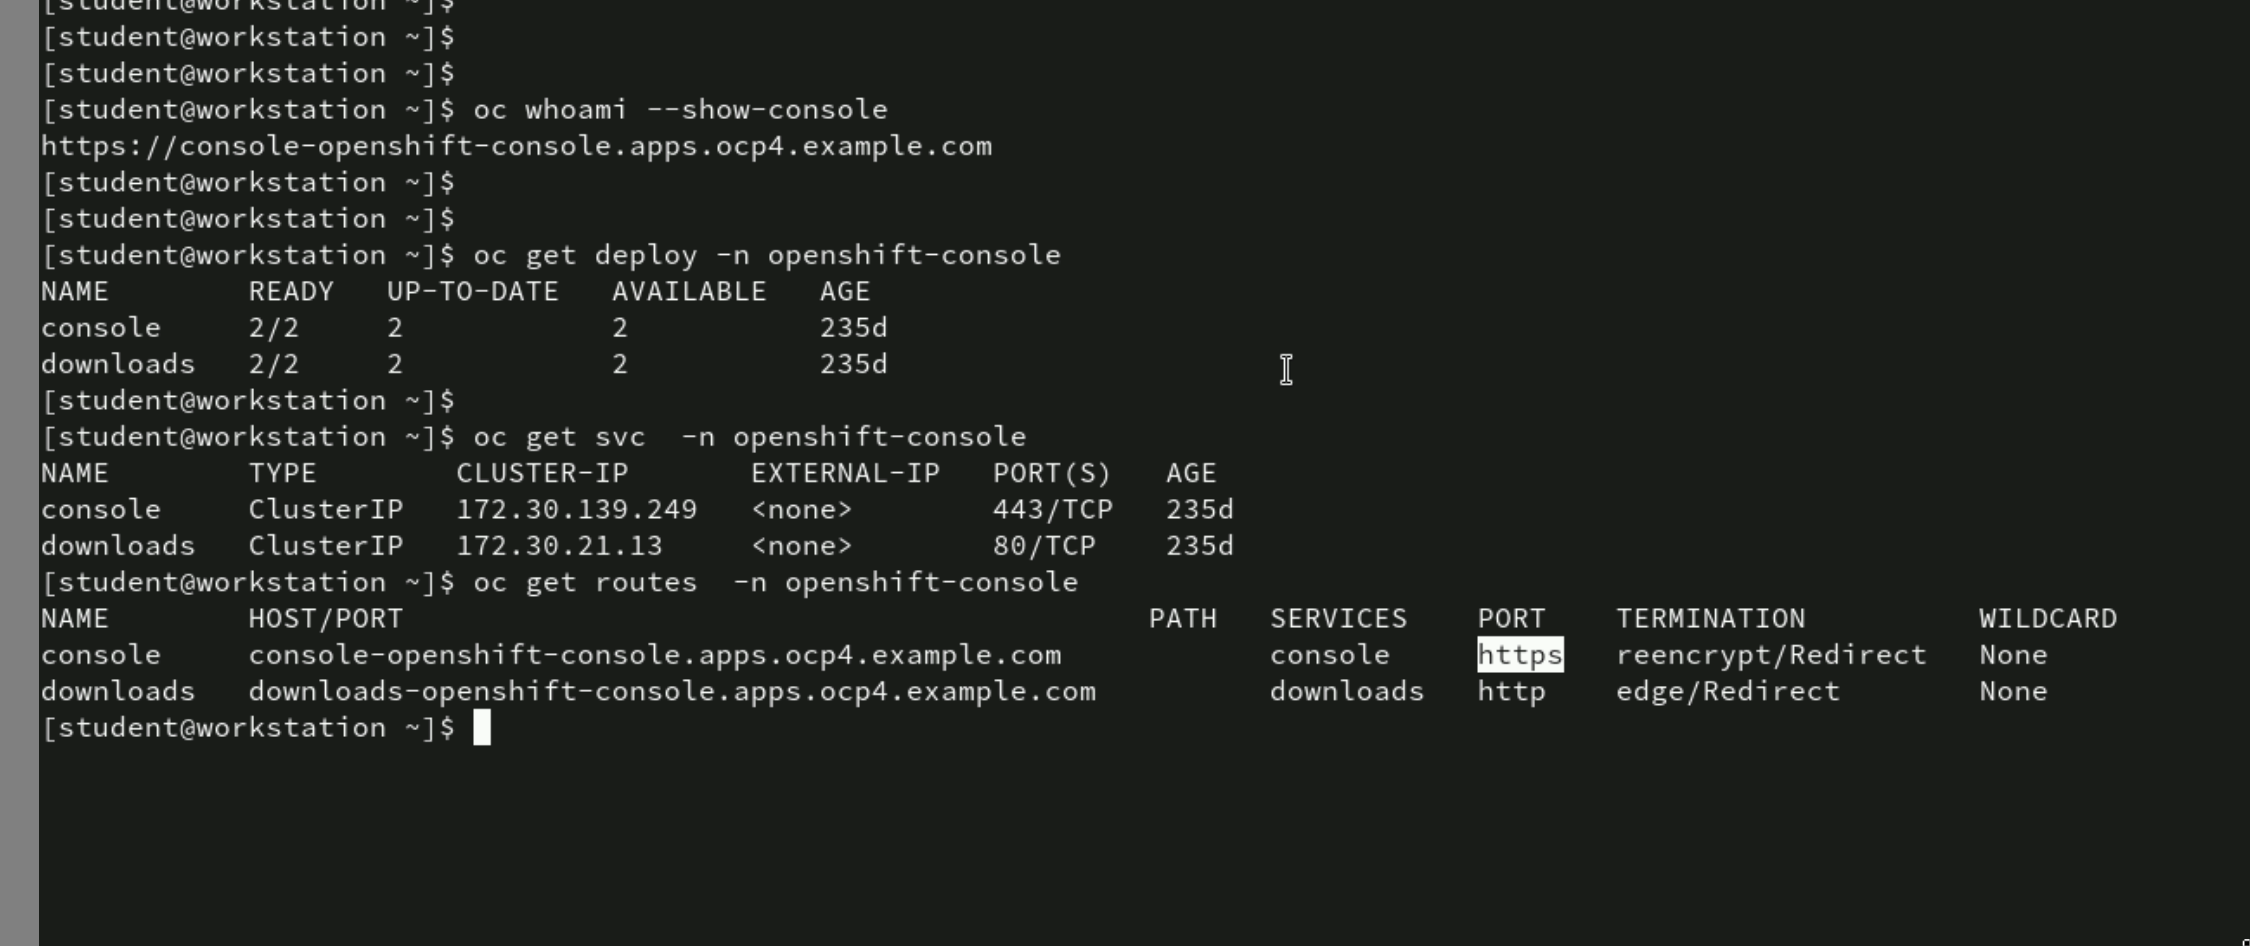 [student@workstation ~]$
[student@workstation ~]$
[student@workstation ~]$
[student@workstation ~]$ oc whoami --show-console
https://console-openshift-console.apps.ocp4.example.com
[student@workstation ~]$
[student@workstation ~]$
[student@workstation ~]$ oc get deploy -n openshift-console
NAME        READY   UP-TO-DATE   AVAILABLE   AGE
console     2/2     2            2           235d
downloads   2/2     2            2           235d
[student@workstation ~]$
[student@workstation ~]$ oc get svc  -n openshift-console
NAME        TYPE        CLUSTER-IP       EXTERNAL-IP   PORT(S)   AGE
console     ClusterIP   172.30.139.249   <none>        443/TCP   235d
downloads   ClusterIP   172.30.21.13     <none>        80/TCP    235d
[student@workstation ~]$ oc get routes  -n openshift-console
NAME        HOST/PORT                                           PATH   SERVICES    PORT    TERMINATION          WILDCARD
console     console-openshift-console.apps.ocp4.example.com            console     https   reencrypt/Redirect   None
downloads   downloads-openshift-console.apps.ocp4.example.com          downloads   http    edge/Redirect        None
[student@workstation ~]$